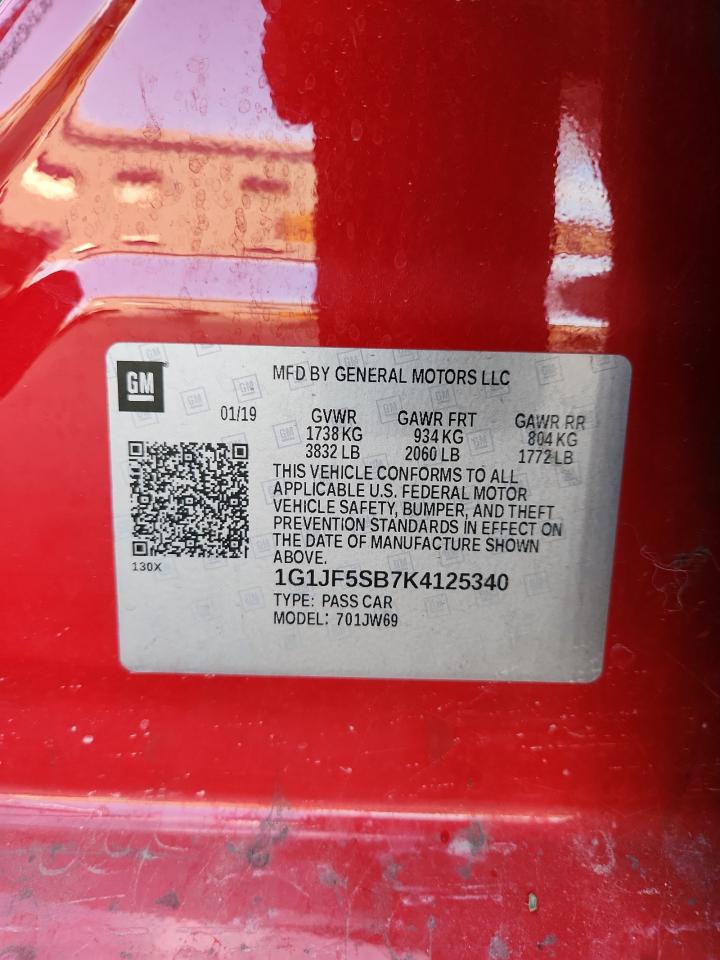 GM
MFD BY GENERAL MOTORS LLC
01/19
GVWR GAWR FRT GAWR RR
1738 KG 934 KG 804 KG
3832 LB 2060 LB 1772 LB
THIS VEHICLE CONFORMS TO ALL
APPLICABLE U.S. FEDERAL MOTOR
VEHICLE SAFETY, BUMPER, AND THEFT
PREVENTION STANDARDS IN EFFECT ON
THE DATE OF MANUFACTURE SHOWN
ABOVE.
130X
1G1JF5SB7K4125340
TYPE: PASS CAR
MODEL: 701JW69